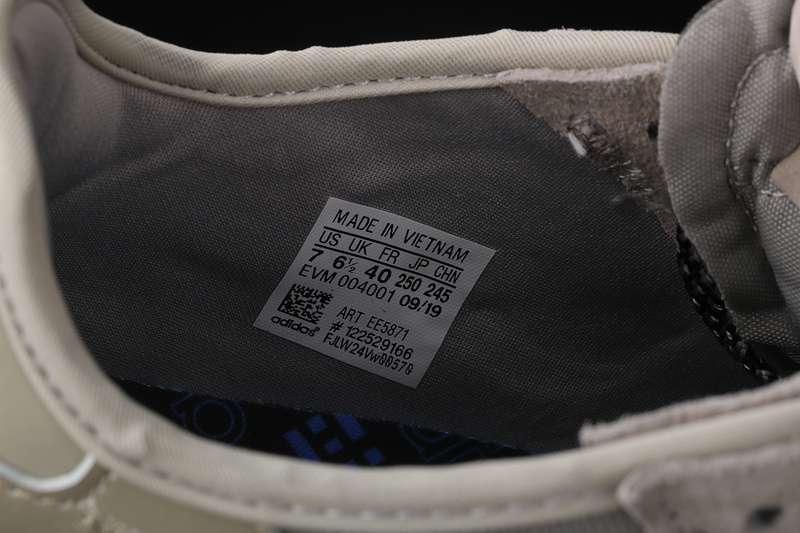 MADE IN VIETNAM
US UK FR JP CHN
7 6½ 40 250 245
EVM 004001 09/19
ART EE5871
# 122529166
FJLW24Vw00570
adidas